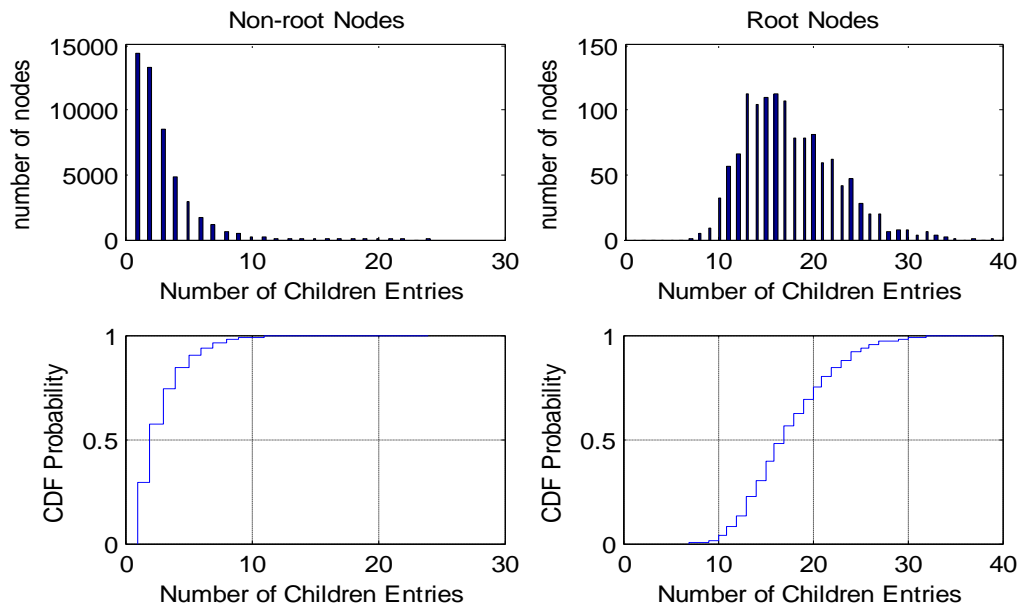 Non-root Nodes
number of nodes
15000
10000
5000
0
0 10 20 30
Number of Children Entries
Root Nodes
number of nodes
150
100
50
0
0 10 20 30 40
Number of Children Entries
CDF Probability
1
0.5
0
0 10 20 30
Number of Children Entries
CDF Probability
1
0.5
0
0 10 20 30 40
Number of Children Entries